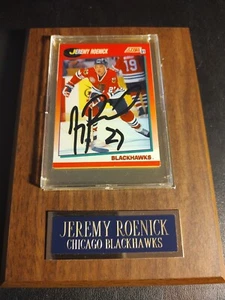 JEREMY ROENICK
SCORE
19
27
BLACKHAWKS
JEREMY ROENICK
CHICAGO BLACKHAWKS